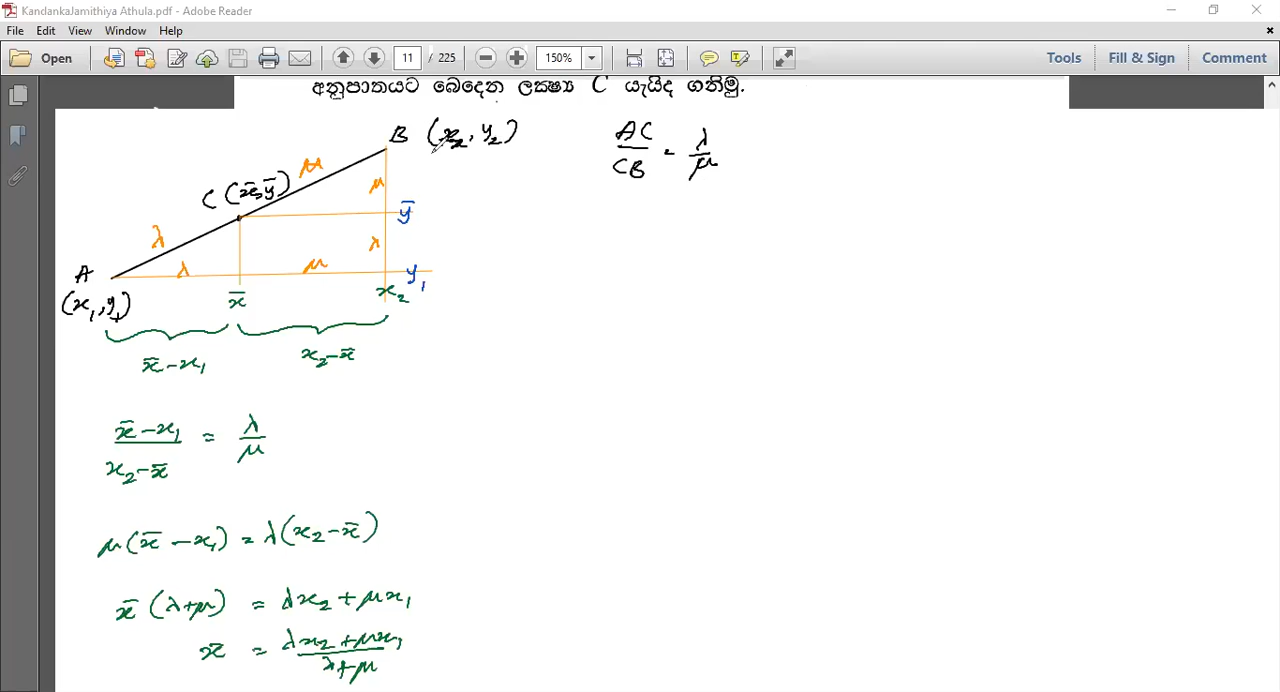 KandankaJamithiya Athula.pdf - Adobe Reader
File Edit View Window Help
Open 11 / 225 150% Tools Fill & Sign Comment
අනුපාතයට බෙදෙන ලක්‍ෂ්‍ය C යැයිද ගනිමු.
B (x₂, y₂)
AC/CB = λ/μ
μ
C (x̄, ȳ)
μ
ȳ
λ
λ
A
λ
μ
y₁
(x₁, y₁)
x̄
x₂
x̄ – x₁
x₂ – x̄
(x̄ – x₁)/(x₂ – x̄) = λ/μ
μ(x̄ – x₁) = λ(x₂ – x̄)
x̄ (λ+μ) = λx₂ + μx₁
x̄ = (λx₂ + μx₁)/(λ+μ)